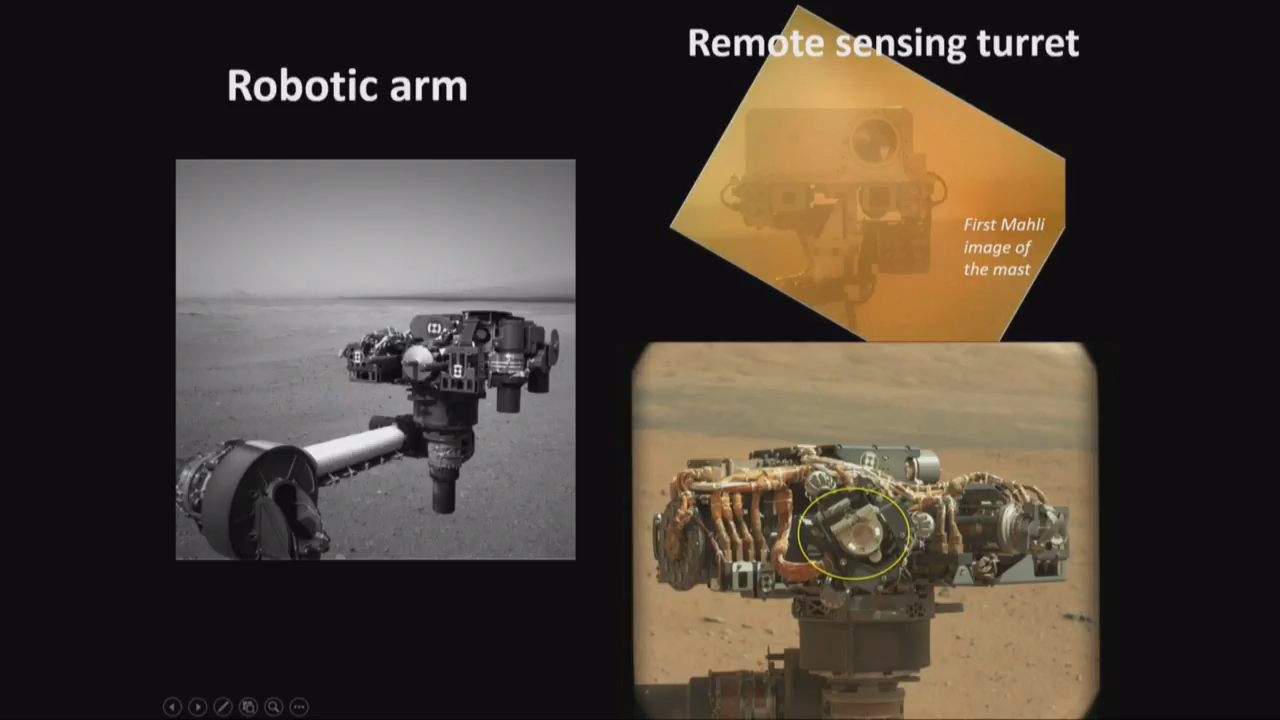 Robotic arm
Remote sensing turret
First Mahli
image of
the mast